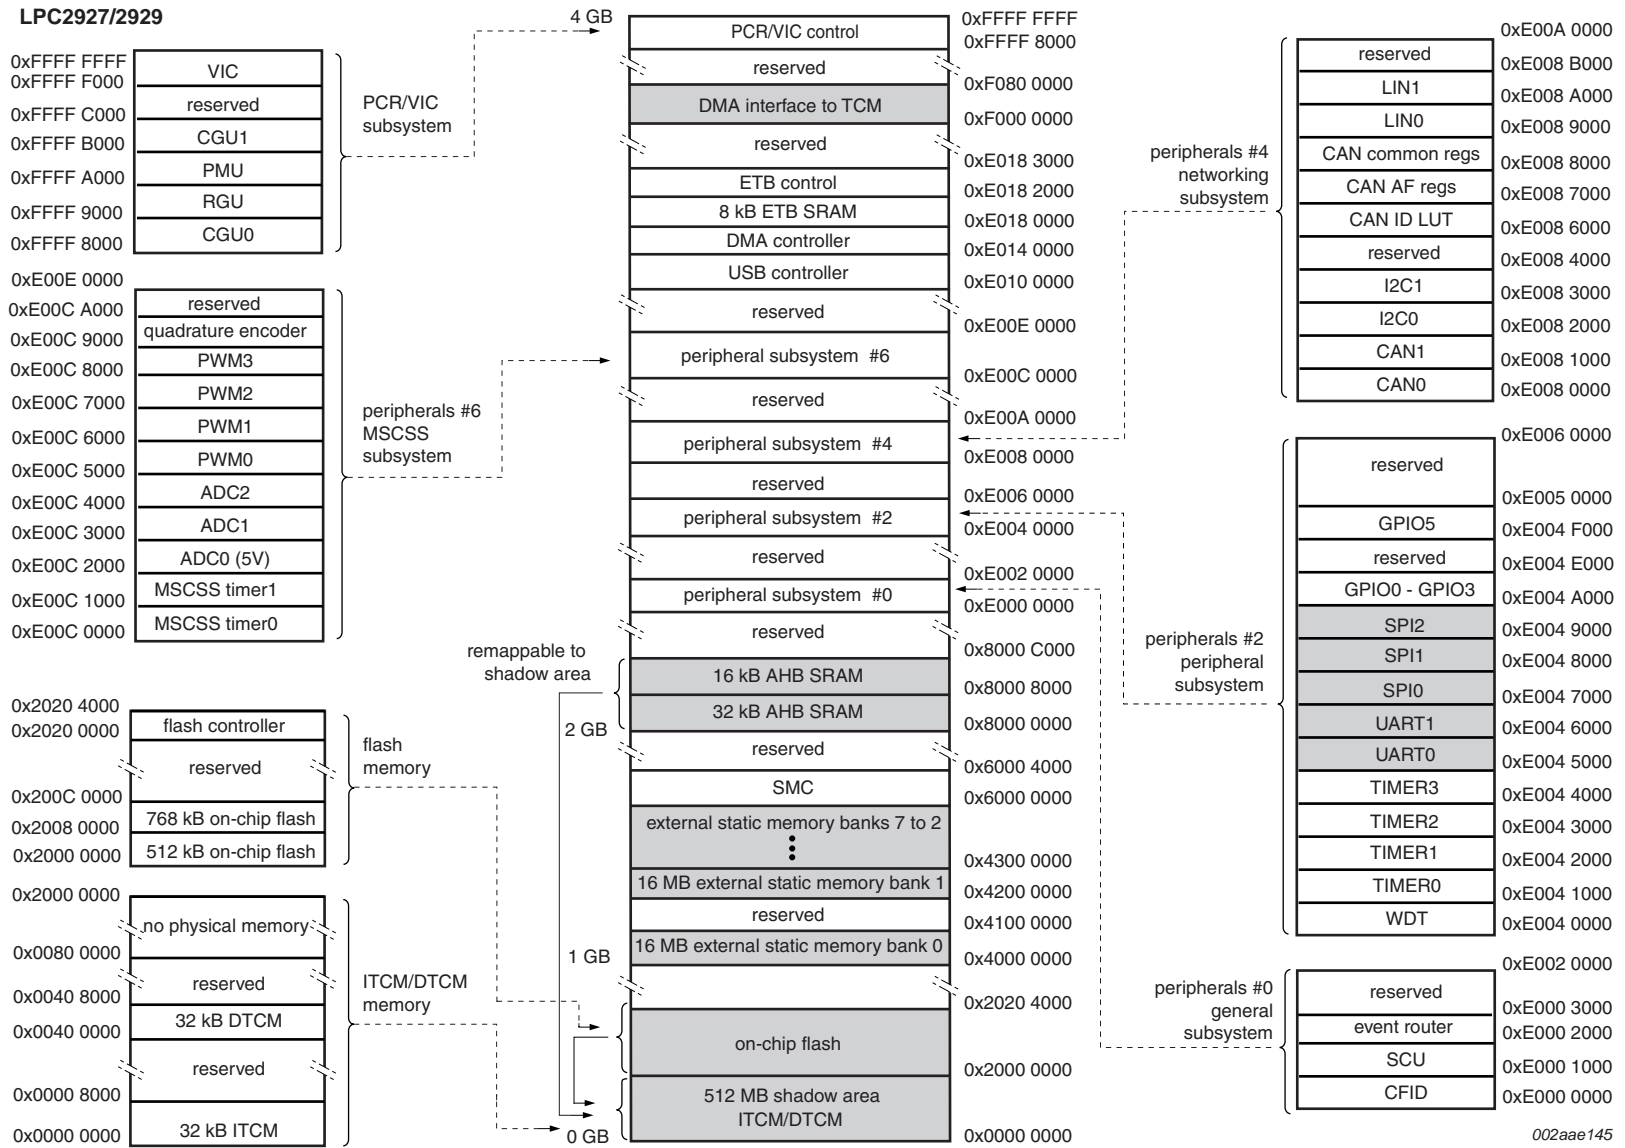 LPC2927/2929
0xFFFF FFFF
VIC
0xFFFF F000
reserved
0xFFFF C000
CGU1
0xFFFF B000
PMU
0xFFFF A000
RGU
0xFFFF 9000
CGU0
0xFFFF 8000
PCR/VIC
subsystem
0xE00E 0000
reserved
0xE00C A000
quadrature encoder
0xE00C 9000
PWM3
0xE00C 8000
PWM2
0xE00C 7000
PWM1
0xE00C 6000
PWM0
0xE00C 5000
ADC2
0xE00C 4000
ADC1
0xE00C 3000
ADC0 (5V)
0xE00C 2000
MSCSS timer1
0xE00C 1000
MSCSS timer0
0xE00C 0000
peripherals #6
MSCSS
subsystem
0x2020 4000
flash controller
0x2020 0000
reserved
0x200C 0000
768 kB on-chip flash
0x2008 0000
512 kB on-chip flash
0x2000 0000
flash
memory
0x2000 0000
no physical memory
0x0080 0000
reserved
0x0040 8000
32 kB DTCM
0x0040 0000
reserved
0x0000 8000
32 kB ITCM
0x0000 0000
ITCM/DTCM
memory
remappable to
shadow area
4 GB
2 GB
1 GB
0 GB
0xFFFF FFFF
PCR/VIC control
0xFFFF 8000
reserved
0xF080 0000
DMA interface to TCM
0xF000 0000
reserved
0xE018 3000
ETB control
0xE018 2000
8 kB ETB SRAM
0xE018 0000
DMA controller
0xE014 0000
USB controller
0xE010 0000
reserved
0xE00E 0000
peripheral subsystem #6
0xE00C 0000
reserved
0xE00A 0000
peripheral subsystem #4
0xE008 0000
reserved
0xE006 0000
peripheral subsystem #2
0xE004 0000
reserved
0xE002 0000
peripheral subsystem #0
0xE000 0000
reserved
0x8000 C000
16 kB AHB SRAM
0x8000 8000
32 kB AHB SRAM
0x8000 0000
reserved
0x6000 4000
SMC
0x6000 0000
external static memory banks 7 to 2
0x4300 0000
16 MB external static memory bank 1
0x4200 0000
reserved
0x4100 0000
16 MB external static memory bank 0
0x4000 0000
0x2020 4000
on-chip flash
0x2000 0000
512 MB shadow area
ITCM/DTCM
0x0000 0000
peripherals #4
networking
subsystem
0xE00A 0000
reserved
0xE008 B000
LIN1
0xE008 A000
LIN0
0xE008 9000
CAN common regs
0xE008 8000
CAN AF regs
0xE008 7000
CAN ID LUT
0xE008 6000
reserved
0xE008 4000
I2C1
0xE008 3000
I2C0
0xE008 2000
CAN1
0xE008 1000
CAN0
0xE008 0000
peripherals #2
peripheral
subsystem
0xE006 0000
reserved
0xE005 0000
GPIO5
0xE004 F000
reserved
0xE004 E000
GPIO0 - GPIO3
0xE004 A000
SPI2
0xE004 9000
SPI1
0xE004 8000
SPI0
0xE004 7000
UART1
0xE004 6000
UART0
0xE004 5000
TIMER3
0xE004 4000
TIMER2
0xE004 3000
TIMER1
0xE004 2000
TIMER0
0xE004 1000
WDT
0xE004 0000
peripherals #0
general
subsystem
0xE002 0000
reserved
0xE000 3000
event router
0xE000 2000
SCU
0xE000 1000
CFID
0xE000 0000
002aae145